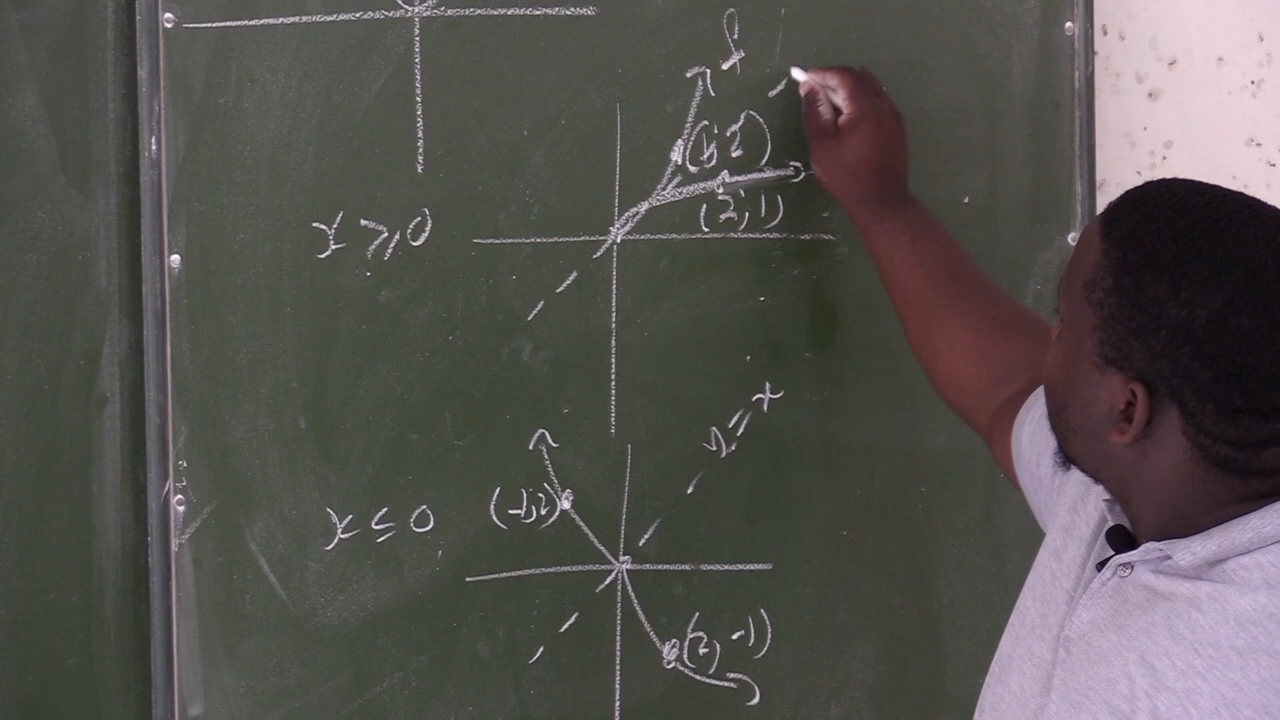 f
(1; 2)
(2; 1)
x ≥ 0
y = x
x ≤ 0
(-1; 2)
(2, -1)